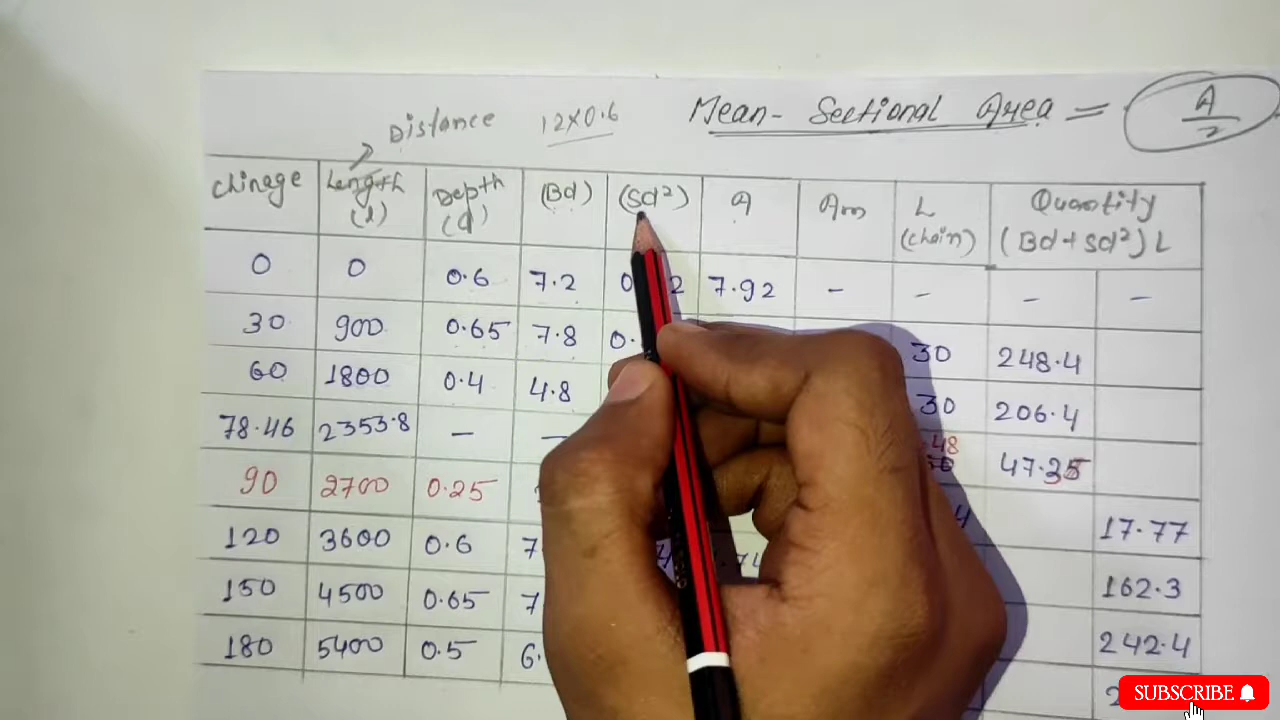 Distance 12×0.6 Mean-Sectional Area = A/2
Chinage Length (l) Depth (d) (Bd) (Sd²) A Am L (chain) Quantity (Bd+Sd²) L
0 0 0.6 7.2 7.92 - - - -
30 900 0.65 7.8 30 248.4
60 1800 0.4 4.8 30 206.4
78.46 2353.8 - - 47.35
90 2700 0.25 17.77
120 3600 0.6 162.3
150 4500 0.65 242.4
180 5400 0.5
SUBSCRIBE